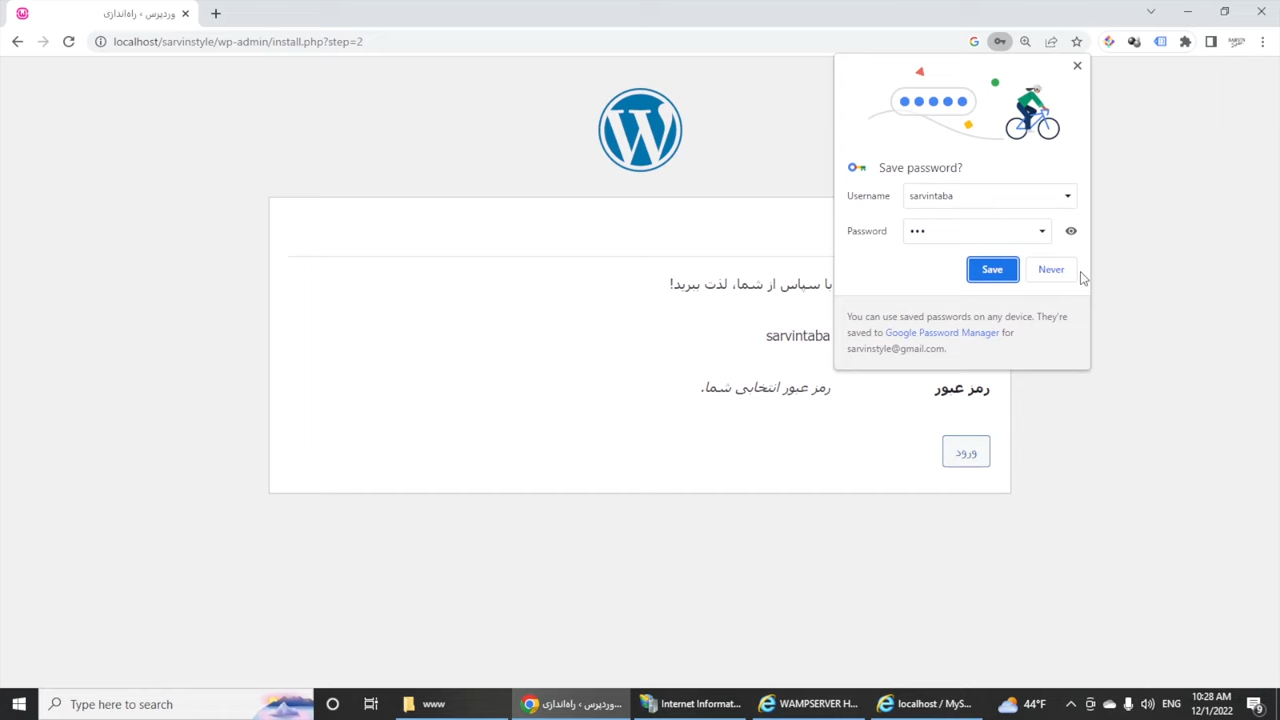 وردپرس › راه‌اندازی
localhost/sarvinstyle/wp-admin/install.php?step=2
Save password?
Username
sarvintaba
Password
•••
Save
Never
You can use saved passwords on any device. They're
saved to Google Password Manager for
sarvinstyle@gmail.com.
با سپاس از شما، لذت ببرید!
sarvintaba
رمز عبور
رمز عبور انتخابی شما.
ورود
Type here to search
www
وردپرس › راه‌اندازی...
Internet Informat...
WAMPSERVER H...
localhost / MyS...
44°F
ENG
10:28 AM
12/1/2022